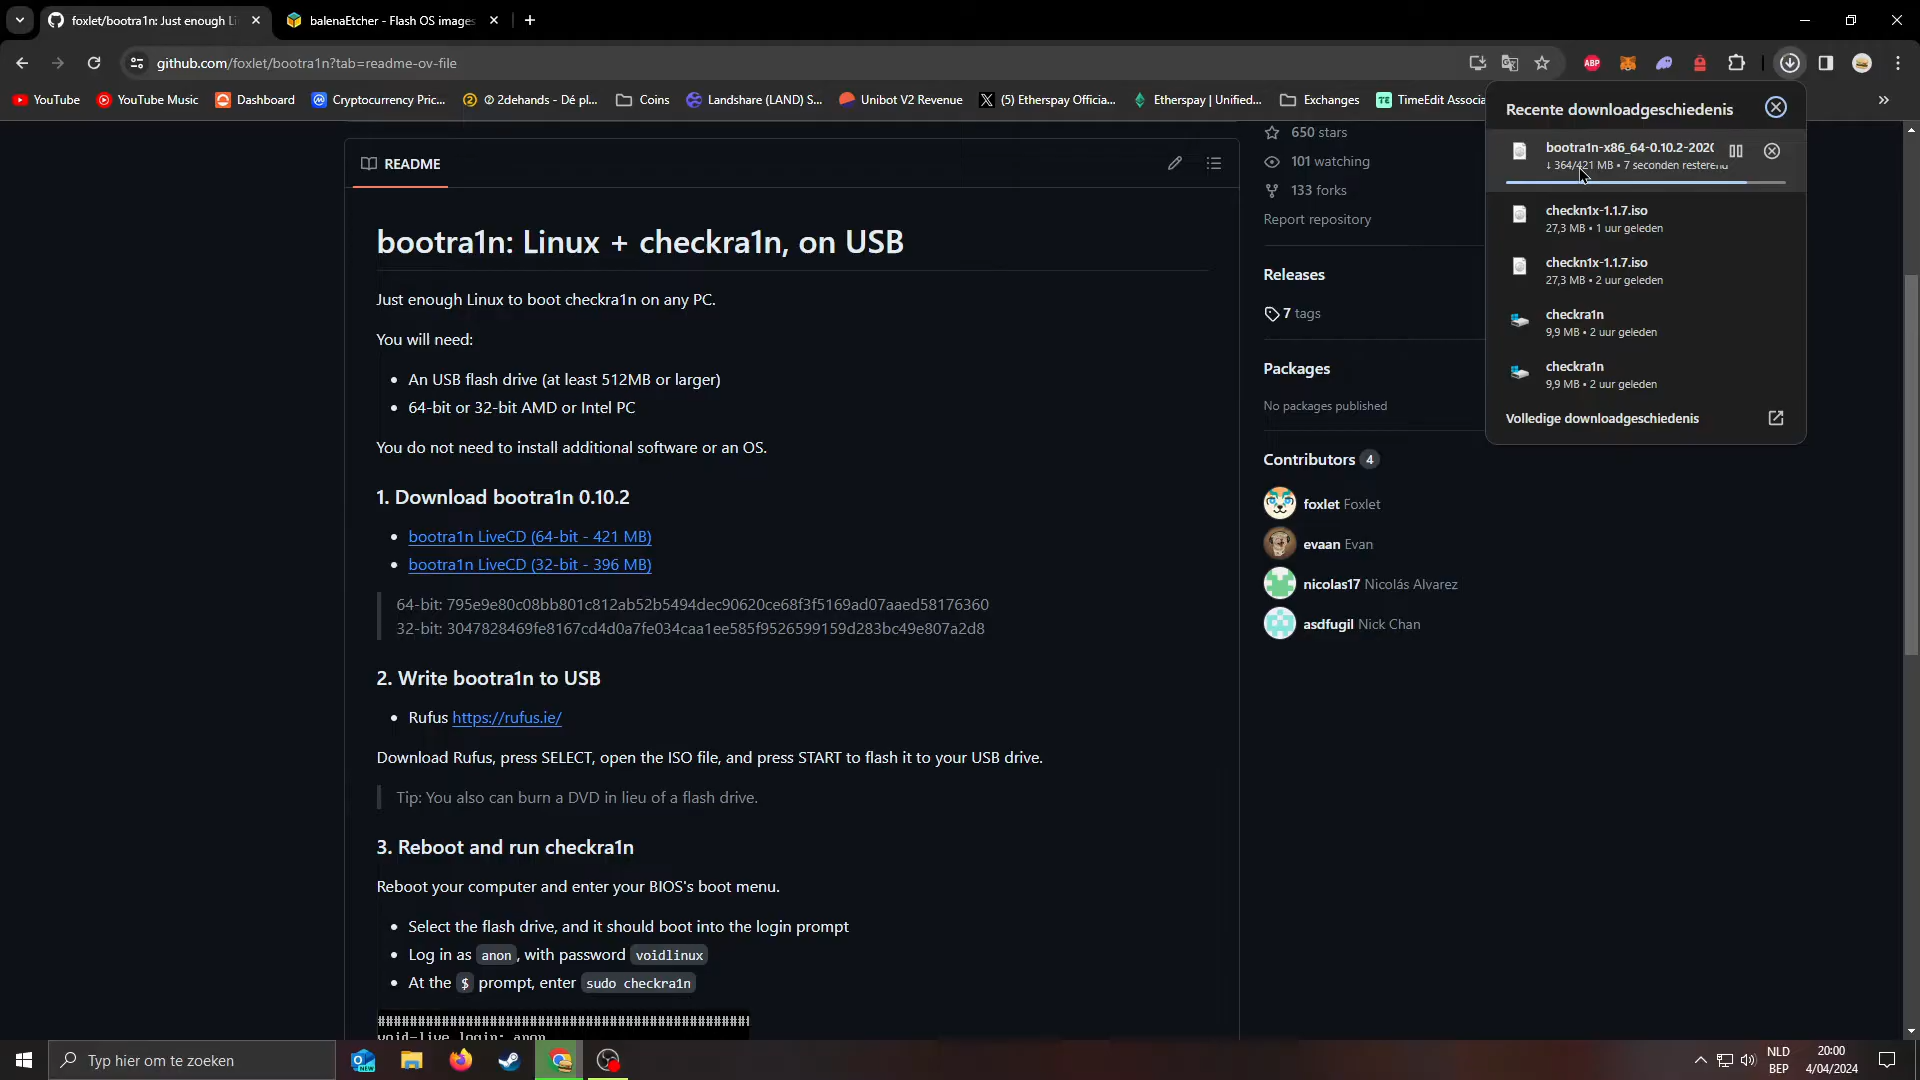 foxlet/bootra1n: Just enough Li
balenaEtcher - Flash OS images
github.com/foxlet/bootra1n?tab=readme-ov-file
YouTube
YouTube Music
Dashboard
Cryptocurrency Pric...
2dehands - Dé pl...
Coins
Landshare (LAND) S...
Unibot V2 Revenue
(5) Etherspay Officia...
Etherspay | Unified...
Exchanges
TimeEdit Associa
Recente downloadgeschiedenis
bootra1n-x86_64-0.10.2-2020
↓ 364/421 MB • 7 seconden resterend
checkn1x-1.1.7.iso
27,3 MB • 1 uur geleden
checkn1x-1.1.7.iso
27,3 MB • 2 uur geleden
checkra1n
9,9 MB • 2 uur geleden
checkra1n
9,9 MB • 2 uur geleden
Volledige downloadgeschiedenis
README
bootra1n: Linux + checkra1n, on USB
Just enough Linux to boot checkra1n on any PC.
You will need:
• An USB flash drive (at least 512MB or larger)
• 64-bit or 32-bit AMD or Intel PC
You do not need to install additional software or an OS.
1. Download bootra1n 0.10.2
• bootra1n LiveCD (64-bit - 421 MB)
• bootra1n LiveCD (32-bit - 396 MB)
64-bit: 795e9e80c08bb801c812ab52b5494dec90620ce68f3f5169ad07aaed58176360
32-bit: 3047828469fe8167cd4d0a7fe034caa1ee585f9526599159d283bc49e807a2d8
2. Write bootra1n to USB
• Rufus https://rufus.ie/
Download Rufus, press SELECT, open the ISO file, and press START to flash it to your USB drive.
Tip: You also can burn a DVD in lieu of a flash drive.
3. Reboot and run checkra1n
Reboot your computer and enter your BIOS's boot menu.
• Select the flash drive, and it should boot into the login prompt
• Log in as anon, with password voidlinux
• At the $ prompt, enter sudo checkra1n
###############################################
void-live login: anon
650 stars
101 watching
133 forks
Report repository
Releases
7 tags
Packages
No packages published
Contributors 4
foxlet Foxlet
evaan Evan
nicolas17 Nicolás Alvarez
asdfugil Nick Chan
Typ hier om te zoeken
NLD
BEP
20:00
4/04/2024